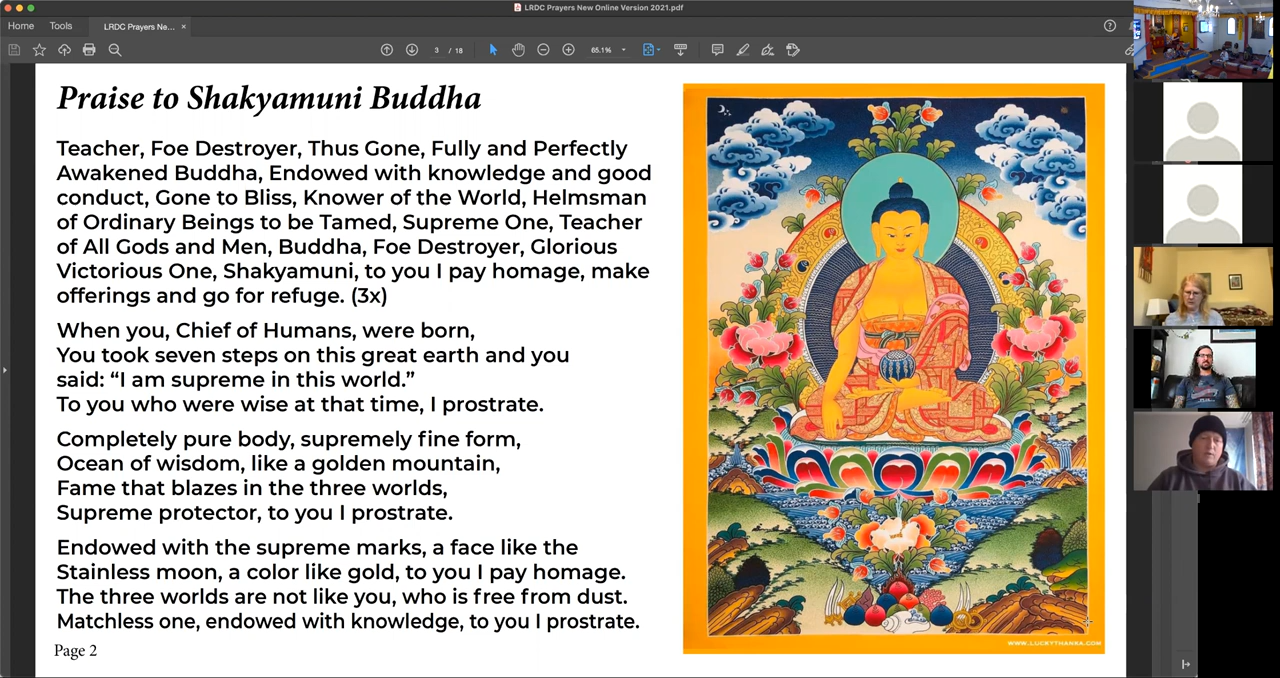 LRDC Prayers New Online Version 2021.pdf
Home
Tools
LRDC Prayers Ne...
×
3 / 18
65.1%
Praise to Shakyamuni Buddha
Teacher, Foe Destroyer, Thus Gone, Fully and Perfectly
Awakened Buddha, Endowed with knowledge and good
conduct, Gone to Bliss, Knower of the World, Helmsman
of Ordinary Beings to be Tamed, Supreme One, Teacher
of All Gods and Men, Buddha, Foe Destroyer, Glorious
Victorious One, Shakyamuni, to you I pay homage, make
offerings and go for refuge. (3x)
When you, Chief of Humans, were born,
You took seven steps on this great earth and you
said: “I am supreme in this world.”
To you who were wise at that time, I prostrate.
Completely pure body, supremely fine form,
Ocean of wisdom, like a golden mountain,
Fame that blazes in the three worlds,
Supreme protector, to you I prostrate.
Endowed with the supreme marks, a face like the
Stainless moon, a color like gold, to you I pay homage.
The three worlds are not like you, who is free from dust.
Matchless one, endowed with knowledge, to you I prostrate.
Page 2
WWW.LUCKYTHANKA.COM